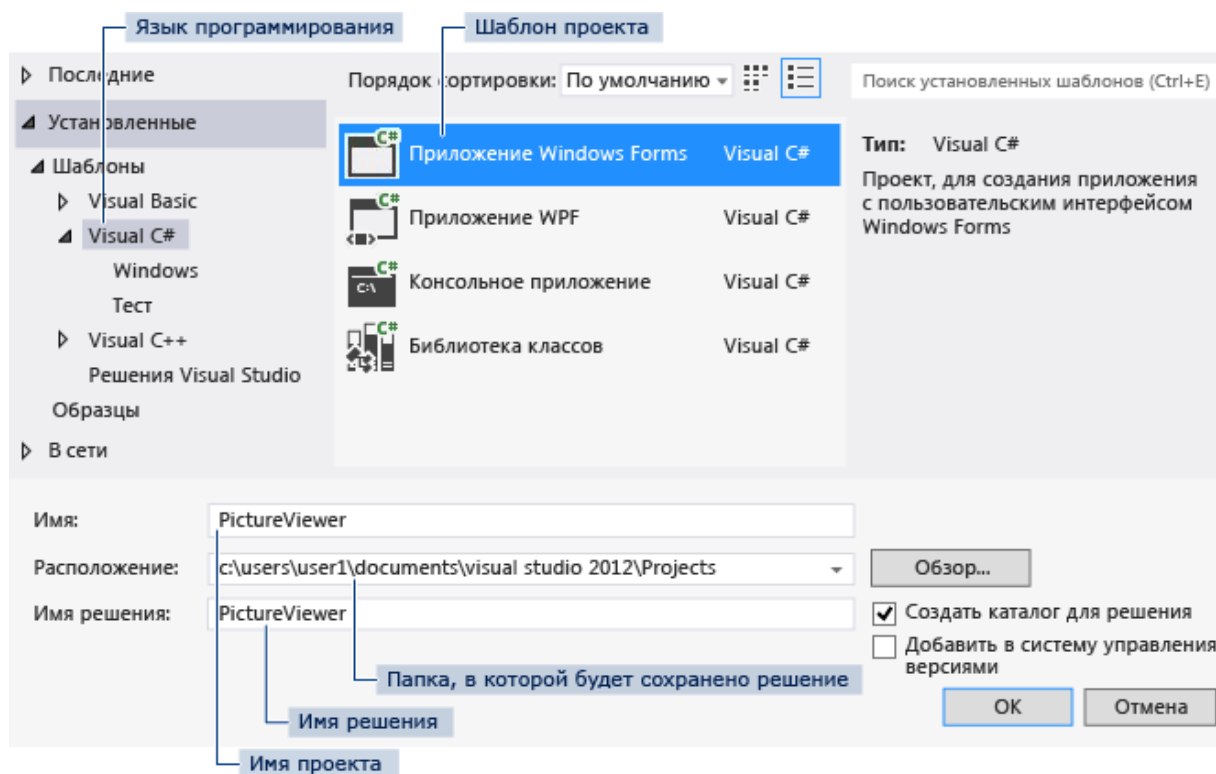 Язык программирования
Шаблон проекта
Последние
Порядок сортировки: По умолчанию
Поиск установленных шаблонов (Ctrl+E)
Установленные
Шаблоны
Visual Basic
Visual C#
Windows
Тест
Visual C++
Решения Visual Studio
Образцы
В сети
C#
Приложение Windows Forms Visual C#
C#
Приложение WPF Visual C#
C#
C:\
Консольное приложение Visual C#
C#
Библиотека классов Visual C#
Тип: Visual C#
Проект, для создания приложения
с пользовательским интерфейсом
Windows Forms
Имя: PictureViewer
Расположение: c:\users\user1\documents\visual studio 2012\Projects
Обзор...
Имя решения: PictureViewer
Создать каталог для решения
Добавить в систему управления
версиями
Папка, в которой будет сохранено решение
ОК
Отмена
Имя решения
Имя проекта